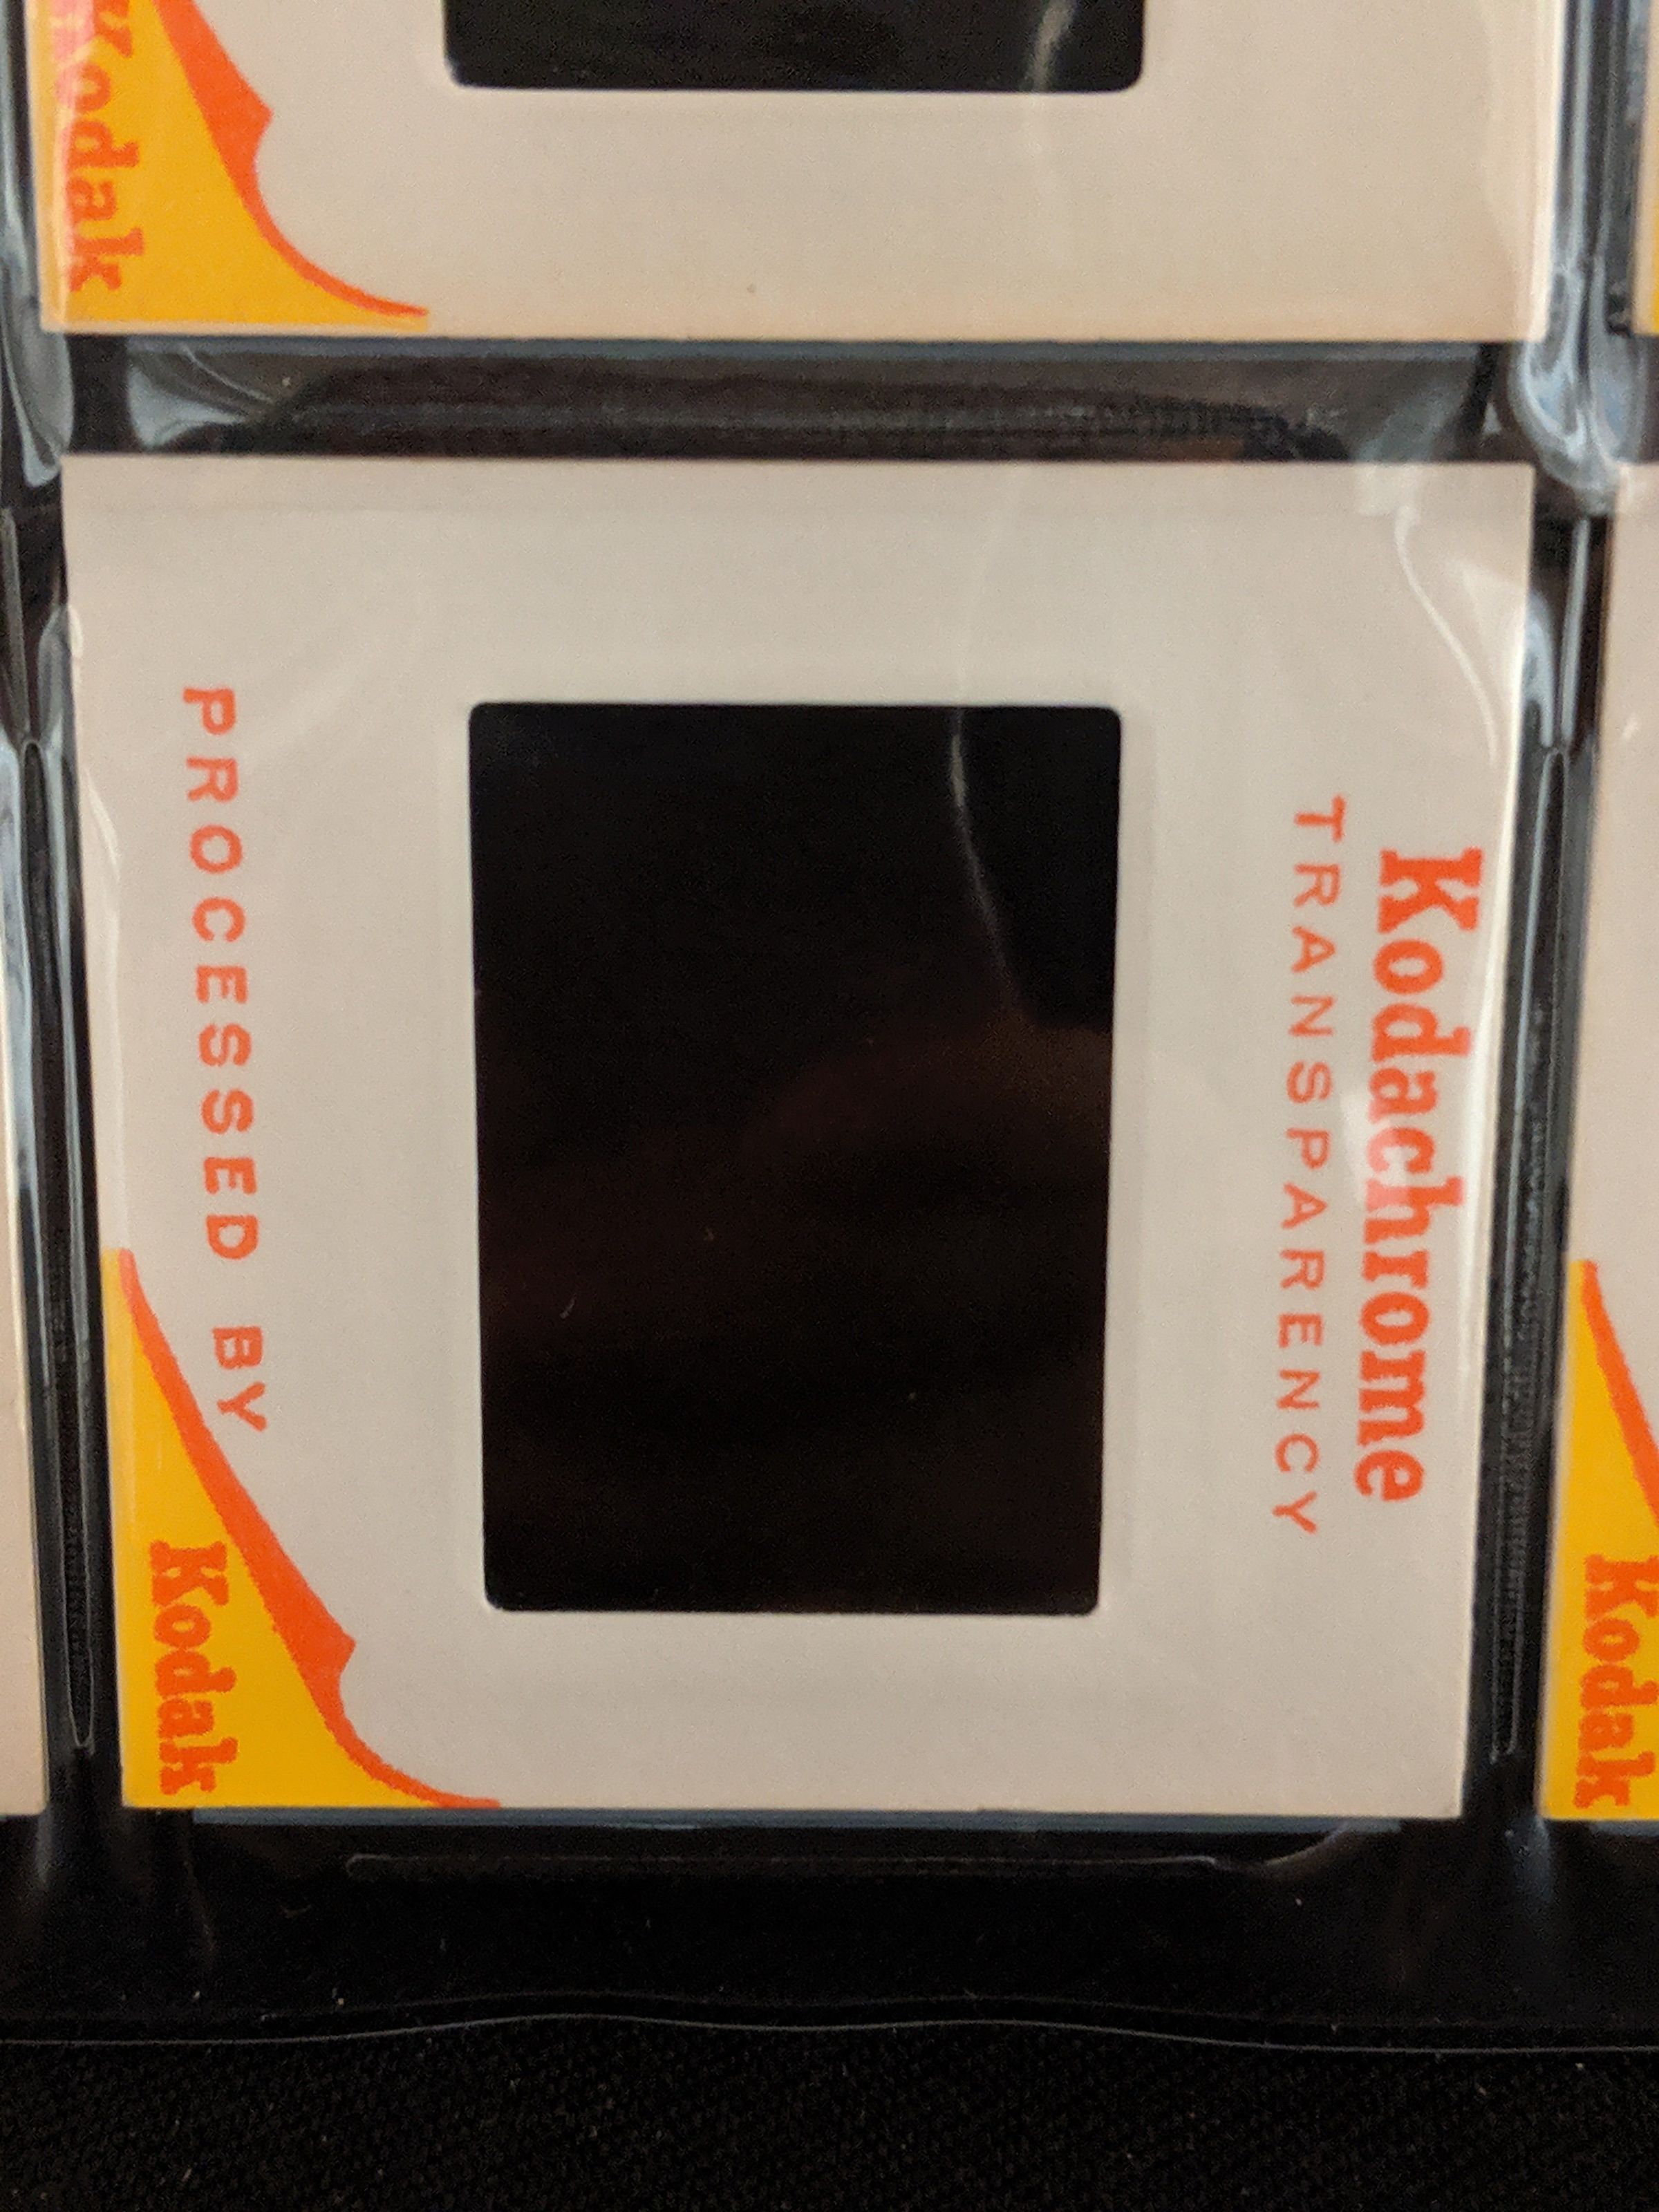 Kodak
Kodachrome
TRANSPARENCY
PROCESSED BY
Kodak
Kodak